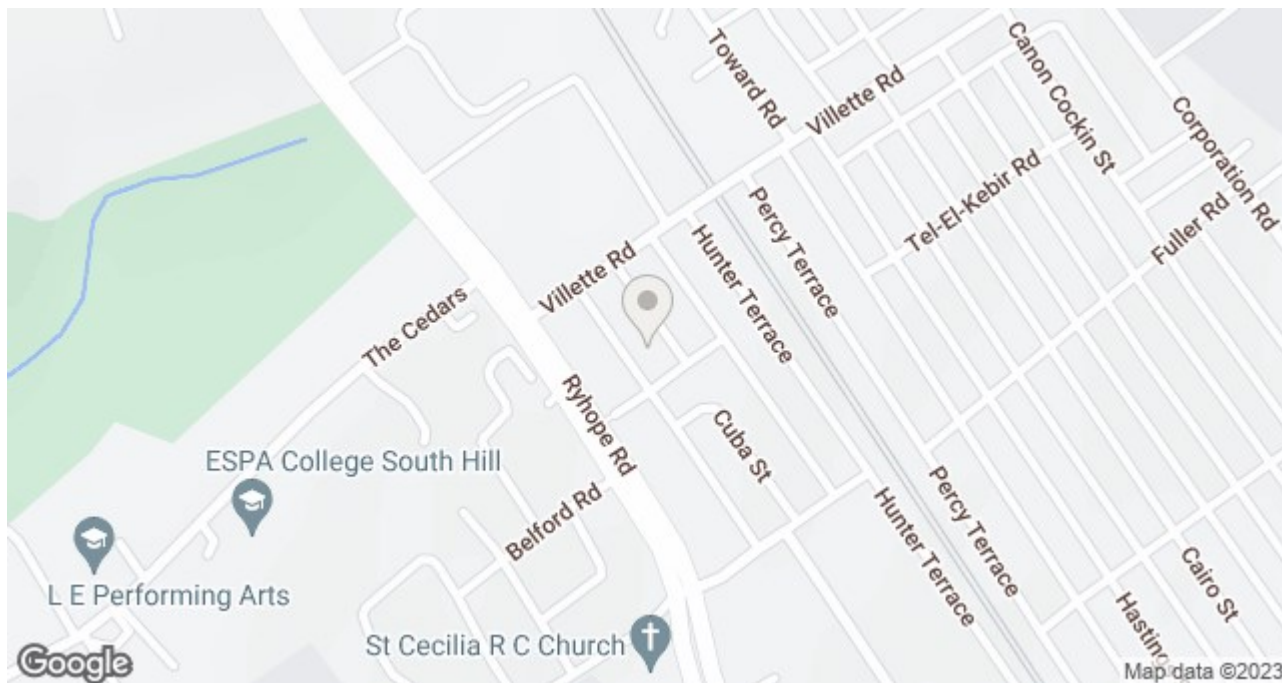 Toward Rd
Villette Rd
Canon Cockin St
Corporation Rd
Tel-El-Kebir Rd
Fuller Rd
Percy Terrace
Hunter Terrace
Villette Rd
The Cedars
Ryhope Rd
Cuba St
ESPA College South Hill
Belford Rd
Percy Terrace
Hunter Terrace
L E Performing Arts
St Cecilia R C Church
Cairo St
Hasting
Google
Map data ©2023